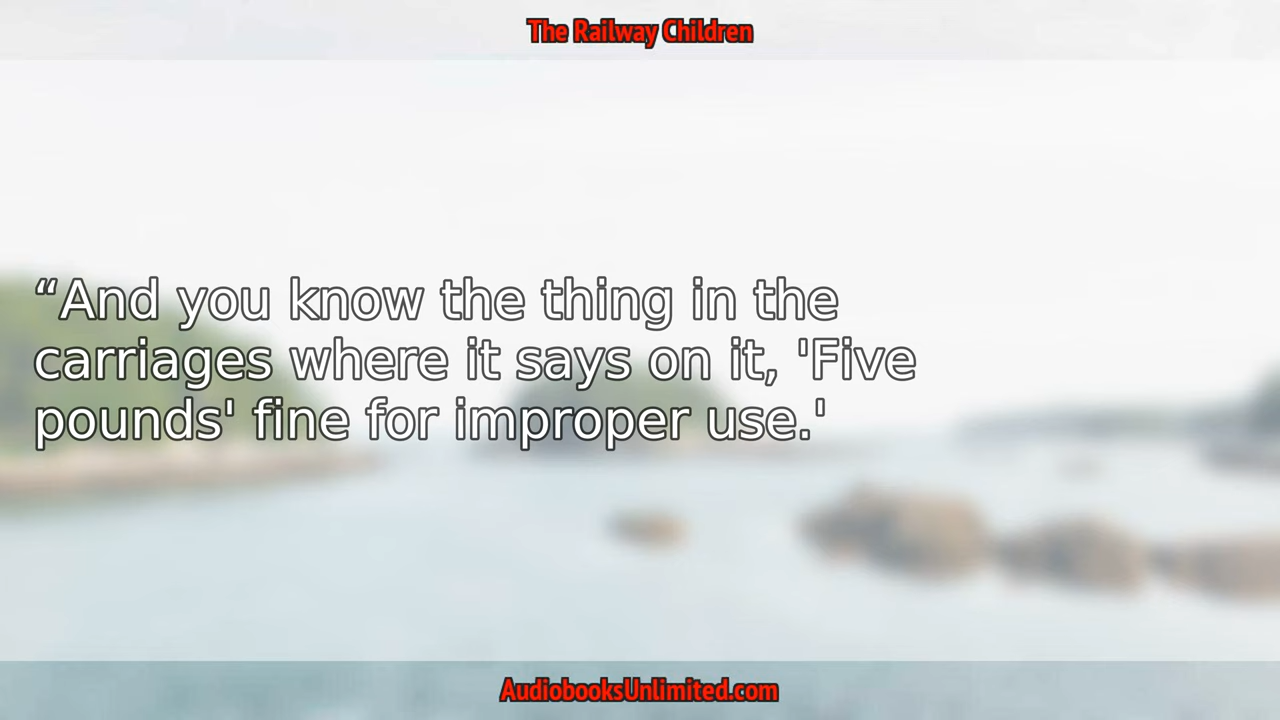 The Railway Children
“And you know the thing in the
carriages where it says on it, 'Five
pounds' fine for improper use.'
AudiobooksUnlimited.com